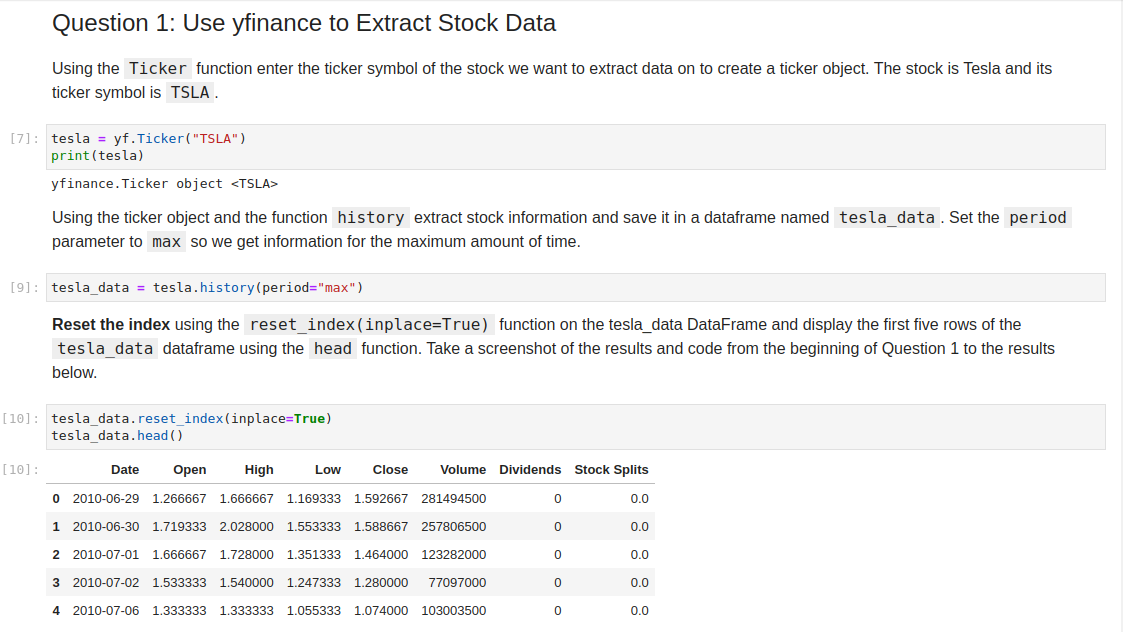 Question 1: Use yfinance to Extract Stock Data
Using the Ticker function enter the ticker symbol of the stock we want to extract data on to create a ticker object. The stock is Tesla and its
ticker symbol is TSLA .
[7]: tesla = yf.Ticker("TSLA")
print(tesla)
yfinance.Ticker object <TSLA>
Using the ticker object and the function history extract stock information and save it in a dataframe named tesla_data . Set the period
parameter to max so we get information for the maximum amount of time.
[9]: tesla_data = tesla.history(period="max")
Reset the index using the reset_index(inplace=True) function on the tesla_data DataFrame and display the first five rows of the
tesla_data dataframe using the head function. Take a screenshot of the results and code from the beginning of Question 1 to the results
below.
[10]: tesla_data.reset_index(inplace=True)
tesla_data.head()
[10]: Date Open High Low Close Volume Dividends Stock Splits
0 2010-06-29 1.266667 1.666667 1.169333 1.592667 281494500 0 0.0
1 2010-06-30 1.719333 2.028000 1.553333 1.588667 257806500 0 0.0
2 2010-07-01 1.666667 1.728000 1.351333 1.464000 123282000 0 0.0
3 2010-07-02 1.533333 1.540000 1.247333 1.280000 77097000 0 0.0
4 2010-07-06 1.333333 1.333333 1.055333 1.074000 103003500 0 0.0